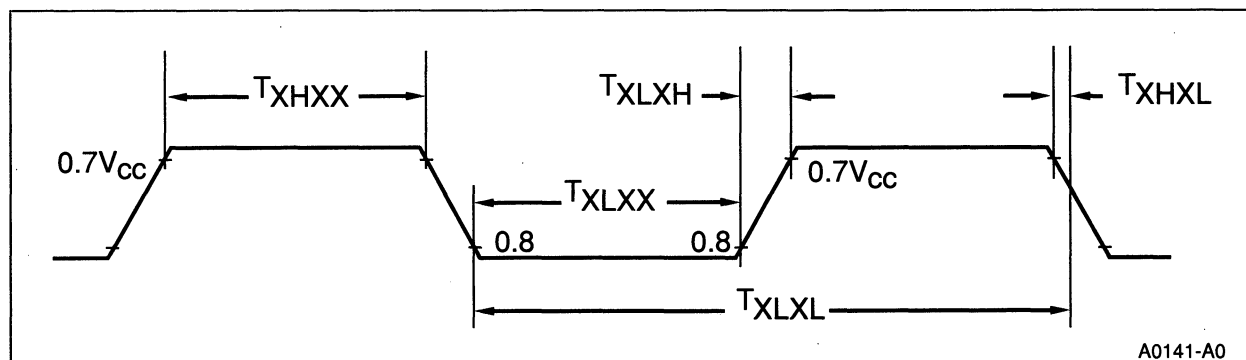 TXHXX
TXLXH
TXHXL
0.7VCC
0.7VCC
TXLXX
0.8
0.8
TXLXL
A0141-A0